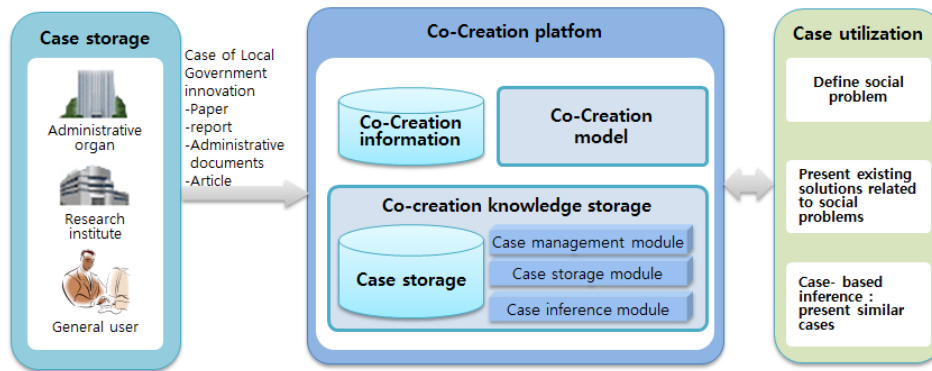 Case storage
Administrative
organ
Research
institute
General user
Case of Local
Government
innovation
-Paper
-report
-Administrative
documents
-Article
Co-Creation platfom
Co-Creation
information
Co-Creation
model
Co-creation knowledge storage
Case storage
Case management module
Case storage module
Case inference module
Case utilization
Define social
problem
Present existing
solutions related
to social
problems
Case- based
inference :
present similar
cases